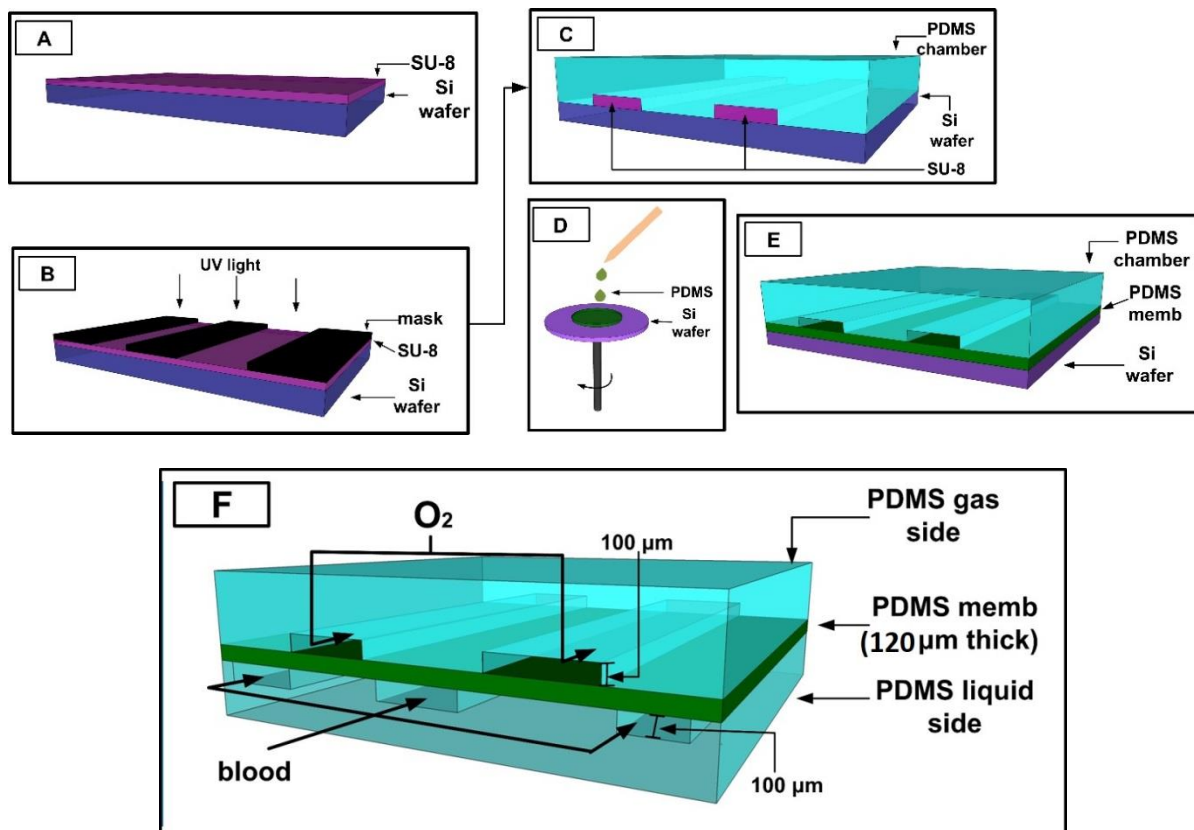 A
SU-8
Si
wafer
B
UV light
mask
SU-8
Si
wafer
C
PDMS
chamber
Si
wafer
SU-8
D
PDMS
Si
wafer
E
PDMS
chamber
PDMS
memb
Si
wafer
F
O₂
100 µm
PDMS gas
side
PDMS memb
(120µm thick)
PDMS liquid
side
blood
100 µm